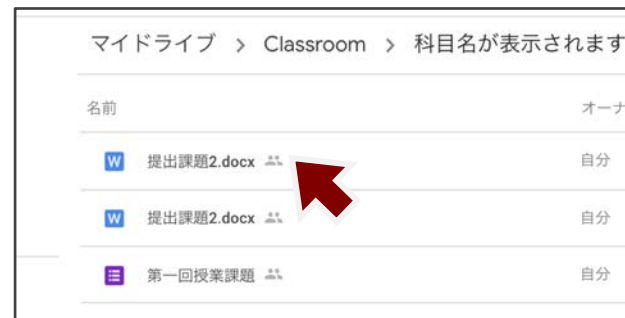 マイドライブ > Classroom > 科目名が表示されます
名前 オーナ
W 提出課題2.docx 自分
W 提出課題2.docx 自分
第一回授業課題 自分